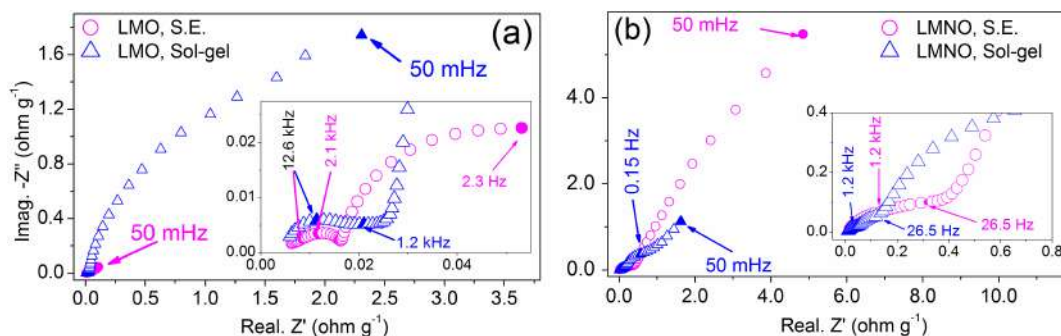 (a)
LMO, S.E.
LMO, Sol-gel
50 mHz
50 mHz
12.6 kHz
2.1 kHz
2.3 Hz
1.2 kHz
0.02
0.01
0.00
0.00 0.02 0.04
1.6
1.2
0.8
0.4
0.0
0.0 0.5 1.0 1.5 2.0 2.5 3.0 3.5
Imag. -Z'' (ohm g⁻¹)
Real. Z' (ohm g⁻¹)
(b)
50 mHz
LMNO, S.E.
LMNO, Sol-gel
0.15 Hz
50 mHz
1.2 kHz
1.2 kHz
26.5 Hz
26.5 Hz
0.4
0.2
0.0
0.0 0.2 0.4 0.6 0.8
4.0
2.0
0.0
0 2 4 6 8 10
Real. Z' (ohm g⁻¹)